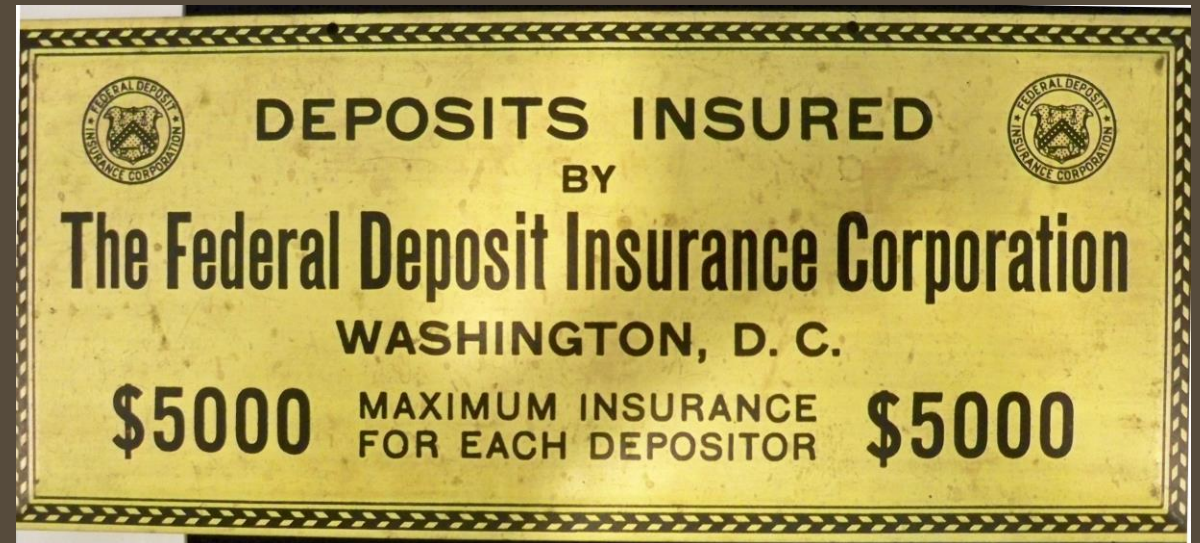 FEDERAL DEPOSIT INSURANCE CORPORATION
FEDERAL DEPOSIT INSURANCE CORPORATION
DEPOSITS INSURED
BY
The Federal Deposit Insurance Corporation
WASHINGTON, D. C.
$5000 MAXIMUM INSURANCE $5000
FOR EACH DEPOSITOR